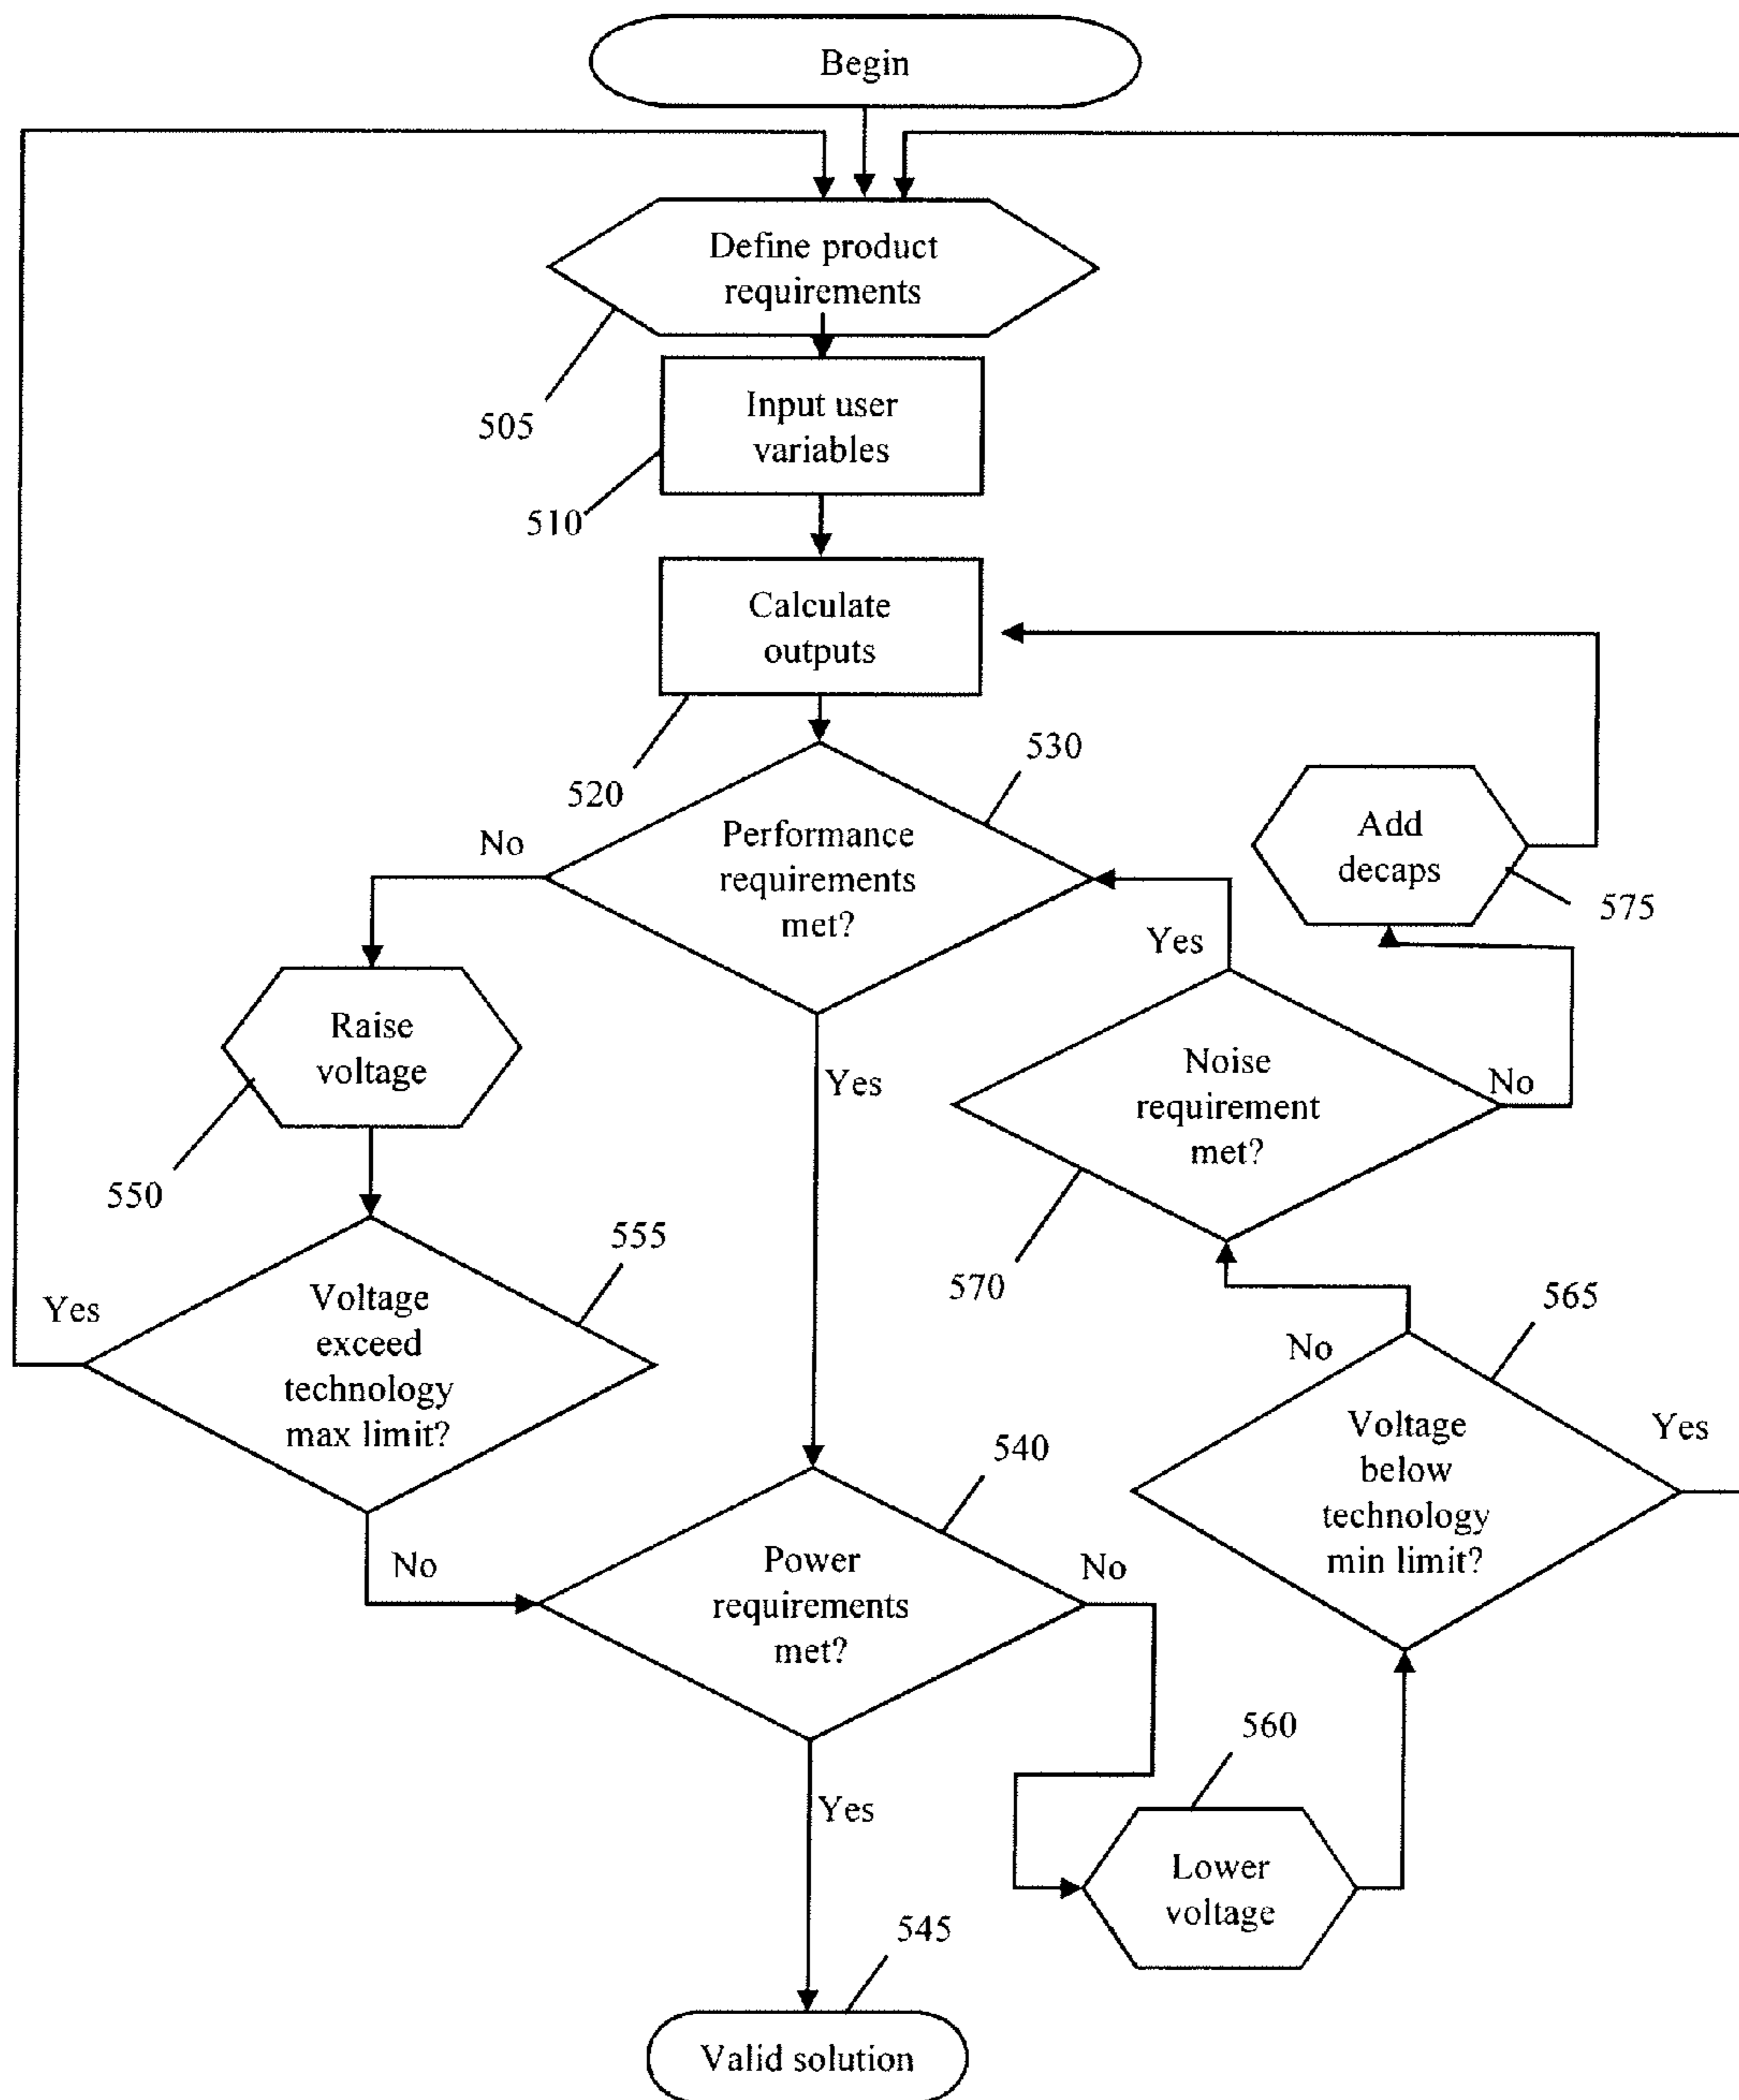 Begin
Define product
requirements
505
Input user
variables
510
Calculate
outputs
520
530
Performance
requirements
met?
No
Yes
Add
decaps
575
Yes
Raise
voltage
550
Noise
requirement
met?
No
570
Voltage
exceed
technology
max limit?
555
Yes
No
565
No
Voltage
below
technology
min limit?
Yes
540
Power
requirements
met?
No
Yes
560
Lower
voltage
545
Valid solution